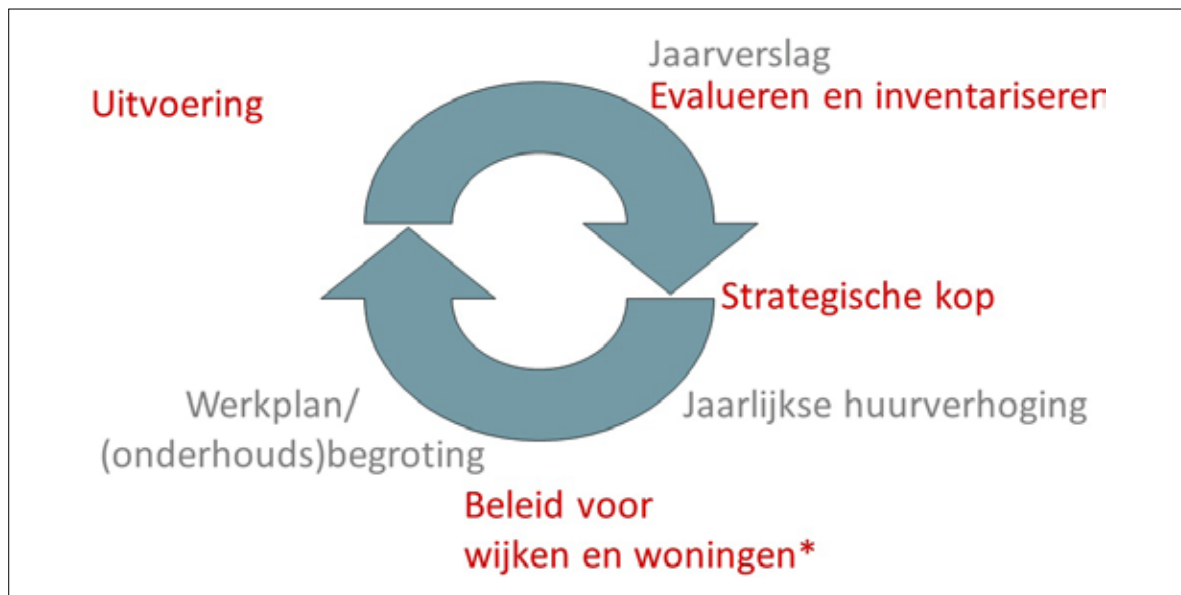 Jaarverslag
Uitvoering
Evalueren en inventariseren
Strategische kop
Werkplan/
(onderhouds)begroting
Jaarlijkse huurverhoging
Beleid voor
wijken en woningen*